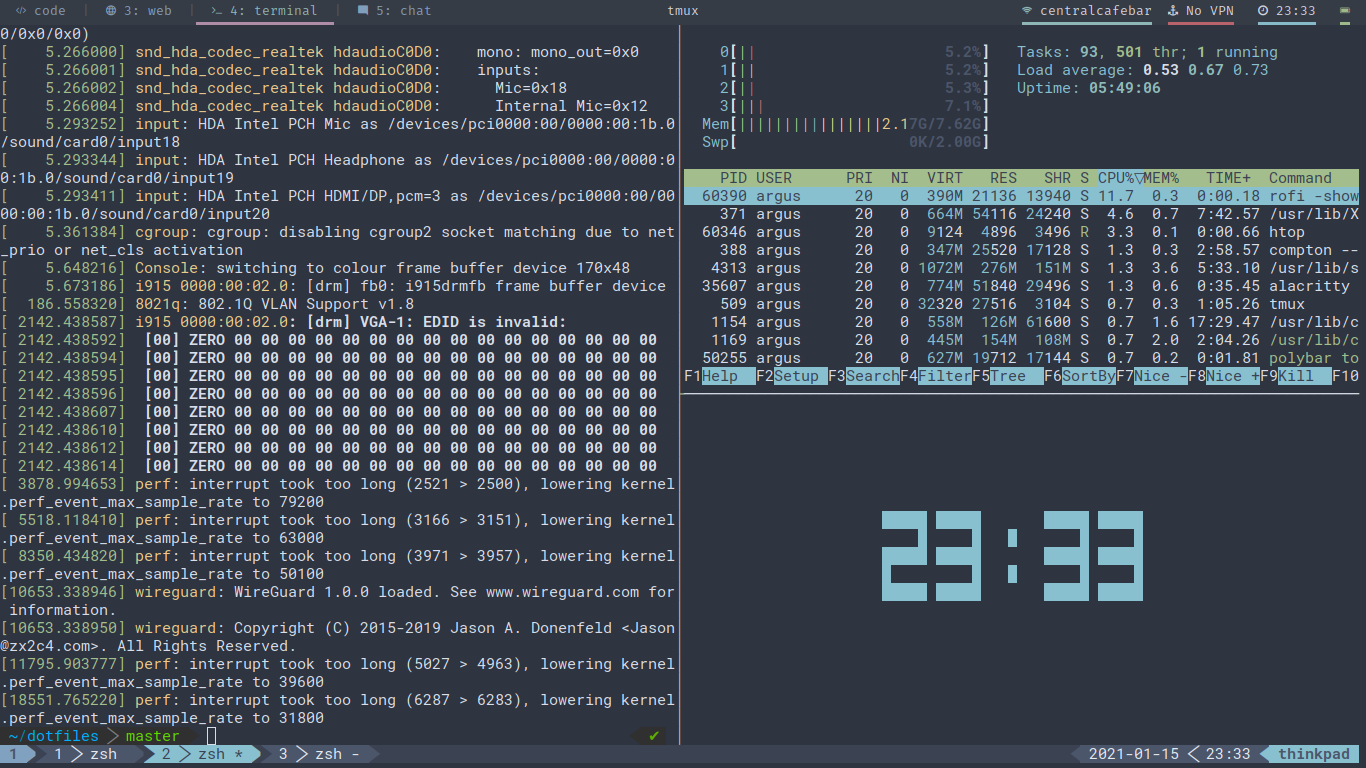 code
3: web
4: terminal
5: chat
tmux
centralcafebar
No VPN
23:33
0/0x0/0x0)
[    5.266000] snd_hda_codec_realtek hdaudioC0D0:    mono: mono_out=0x0
[    5.266001] snd_hda_codec_realtek hdaudioC0D0:    inputs:
[    5.266002] snd_hda_codec_realtek hdaudioC0D0:      Mic=0x18
[    5.266004] snd_hda_codec_realtek hdaudioC0D0:      Internal Mic=0x12
[    5.293252] input: HDA Intel PCH Mic as /devices/pci0000:00/0000:00:1b.0
/sound/card0/input18
[    5.293344] input: HDA Intel PCH Headphone as /devices/pci0000:00/0000:0
0:1b.0/sound/card0/input19
[    5.293411] input: HDA Intel PCH HDMI/DP,pcm=3 as /devices/pci0000:00/00
00:00:1b.0/sound/card0/input20
[    5.361384] cgroup: cgroup: disabling cgroup2 socket matching due to net
_prio or net_cls activation
[    5.648216] Console: switching to colour frame buffer device 170x48
[    5.673186] i915 0000:00:02.0: [drm] fb0: i915drmfb frame buffer device
[  186.558320] 8021q: 802.1Q VLAN Support v1.8
[ 2142.438587] i915 0000:00:02.0: [drm] VGA-1: EDID is invalid:
[ 2142.438592]  [00] ZERO 00 00 00 00 00 00 00 00 00 00 00 00 00 00 00 00
[ 2142.438594]  [00] ZERO 00 00 00 00 00 00 00 00 00 00 00 00 00 00 00 00
[ 2142.438595]  [00] ZERO 00 00 00 00 00 00 00 00 00 00 00 00 00 00 00 00
[ 2142.438596]  [00] ZERO 00 00 00 00 00 00 00 00 00 00 00 00 00 00 00 00
[ 2142.438607]  [00] ZERO 00 00 00 00 00 00 00 00 00 00 00 00 00 00 00 00
[ 2142.438610]  [00] ZERO 00 00 00 00 00 00 00 00 00 00 00 00 00 00 00 00
[ 2142.438612]  [00] ZERO 00 00 00 00 00 00 00 00 00 00 00 00 00 00 00 00
[ 2142.438614]  [00] ZERO 00 00 00 00 00 00 00 00 00 00 00 00 00 00 00 00
[ 3878.994653] perf: interrupt took too long (2521 > 2500), lowering kernel
.perf_event_max_sample_rate to 79200
[ 5518.118410] perf: interrupt took too long (3166 > 3151), lowering kernel
.perf_event_max_sample_rate to 63000
[ 8350.434820] perf: interrupt took too long (3971 > 3957), lowering kernel
.perf_event_max_sample_rate to 50100
[10653.338946] wireguard: WireGuard 1.0.0 loaded. See www.wireguard.com for
 information.
[10653.338950] wireguard: Copyright (C) 2015-2019 Jason A. Donenfeld <Jason
@zx2c4.com>. All Rights Reserved.
[11795.903777] perf: interrupt took too long (5027 > 4963), lowering kernel
.perf_event_max_sample_rate to 39600
[18551.765220] perf: interrupt took too long (6287 > 6283), lowering kernel
.perf_event_max_sample_rate to 31800
~/dotfiles > master ✔
0[|| 5.2%]
1[|| 5.2%]
2[|| 5.3%]
3[||| 7.1%]
Mem[||||||||||||||||2.17G/7.62G]
Swp[ 0K/2.00G]
Tasks: 93, 501 thr; 1 running
Load average: 0.53 0.67 0.73
Uptime: 05:49:06
PID USER PRI NI VIRT RES SHR S CPU%▽MEM% TIME+ Command
60390 argus 20 0 390M 21136 13940 S 11.7 0.3 0:00.18 rofi -show
371 argus 20 0 664M 54116 24240 S 4.6 0.7 7:42.57 /usr/lib/X
60346 argus 20 0 9124 4896 3496 R 3.3 0.1 0:00.66 htop
388 argus 20 0 347M 25520 17128 S 1.3 0.3 2:58.57 compton --
4313 argus 20 0 1072M 276M 151M S 1.3 3.6 5:33.10 /usr/lib/s
35607 argus 20 0 774M 51840 29496 S 1.3 0.6 0:35.45 alacritty
509 argus 20 0 32320 27516 3104 S 0.7 0.3 1:05.26 tmux
1154 argus 20 0 558M 126M 61600 S 0.7 1.6 17:29.47 /usr/lib/c
1169 argus 20 0 445M 154M 108M S 0.7 2.0 2:04.26 /usr/lib/c
50255 argus 20 0 627M 19712 17144 S 0.7 0.2 0:01.81 polybar to
F1Help F2Setup F3SearchF4FilterF5Tree F6SortByF7Nice -F8Nice +F9Kill F10
23:33
1 1 > zsh 2 > zsh * 3 > zsh - 2021-01-15 < 23:33 thinkpad